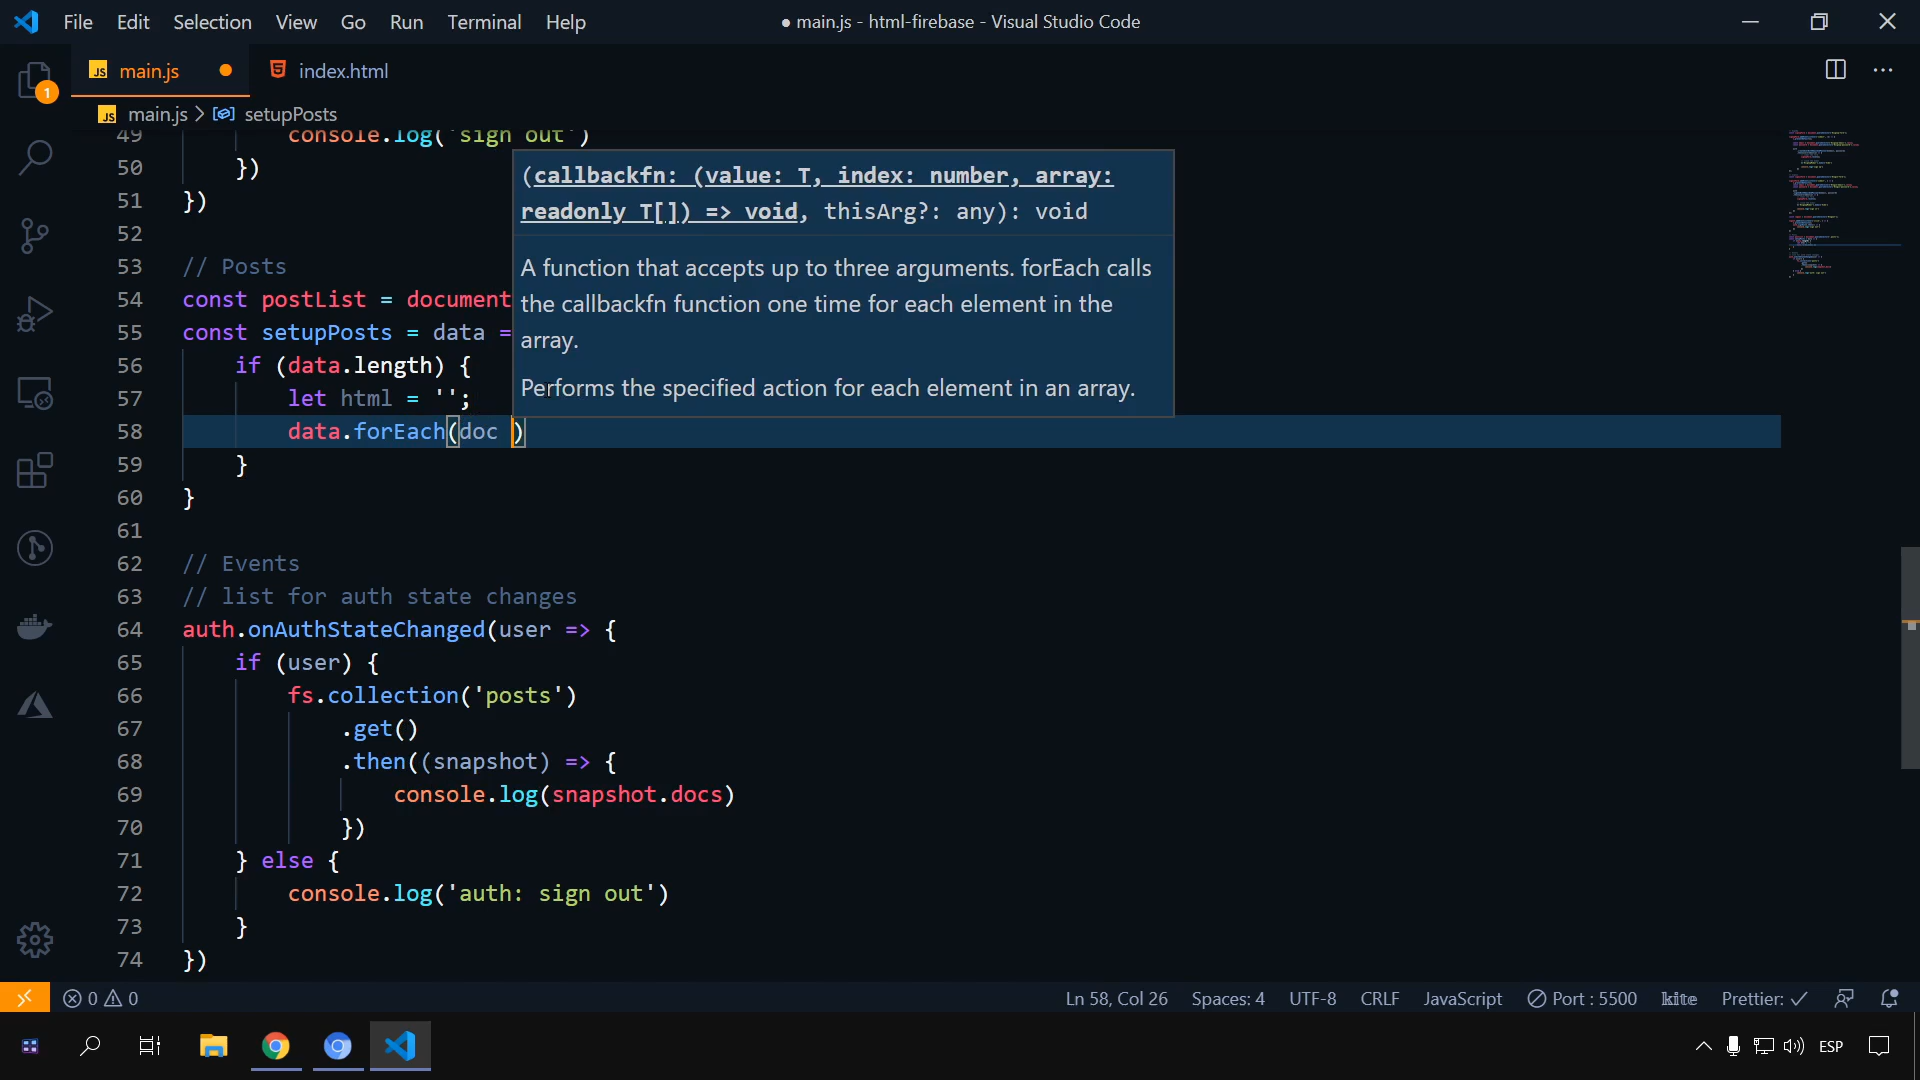 File Edit Selection View Go Run Terminal Help
● main.js - html-firebase - Visual Studio Code
JS main.js
index.html
1
JS main.js > setupPosts
49 console.log('sign out')
50 })
51 })
52
53 // Posts
54 const postList = document
55 const setupPosts = data =
56 if (data.length) {
57 let html = '';
58 data.forEach(doc )
59 }
60 }
61
62 // Events
63 // list for auth state changes
64 auth.onAuthStateChanged(user => {
65 if (user) {
66 fs.collection('posts')
67 .get()
68 .then((snapshot) => {
69 console.log(snapshot.docs)
70 })
71 } else {
72 console.log('auth: sign out')
73 }
74 })
(callbackfn: (value: T, index: number, array:
readonly T[]) => void, thisArg?: any): void
A function that accepts up to three arguments. forEach calls
the callbackfn function one time for each element in the
array.
Performs the specified action for each element in an array.
0 0
Ln 58, Col 26 Spaces: 4 UTF-8 CRLF JavaScript Port : 5500 kite Prettier: ✓
ESP